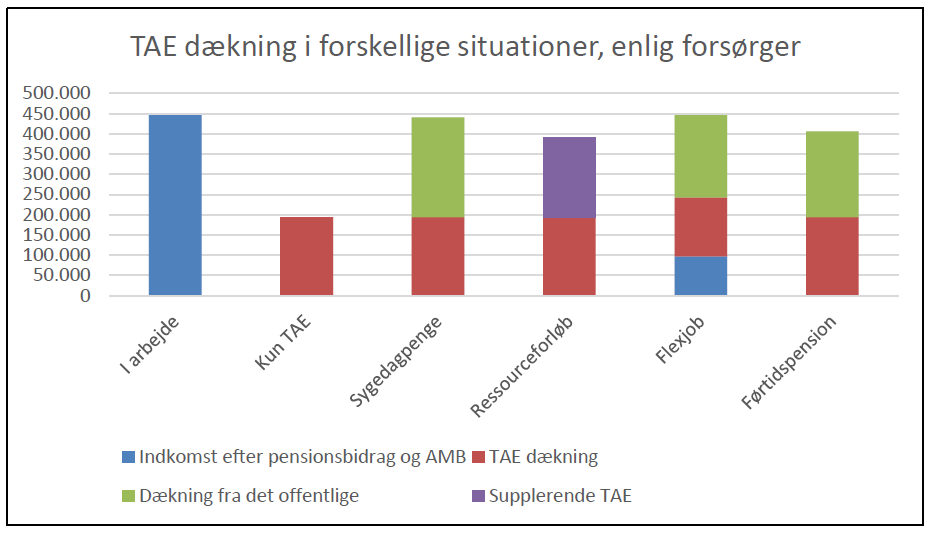 TAE dækning i forskellige situationer, enlig forsørger
500.000
450.000
400.000
350.000
300.000
250.000
200.000
150.000
100.000
50.000
0
I arbejde
Kun TAE
Sygedagpenge
Ressourceforløb
Flexjob
Førtidspension
Indkomst efter pensionsbidrag og AMB
TAE dækning
Dækning fra det offentlige
Supplerende TAE